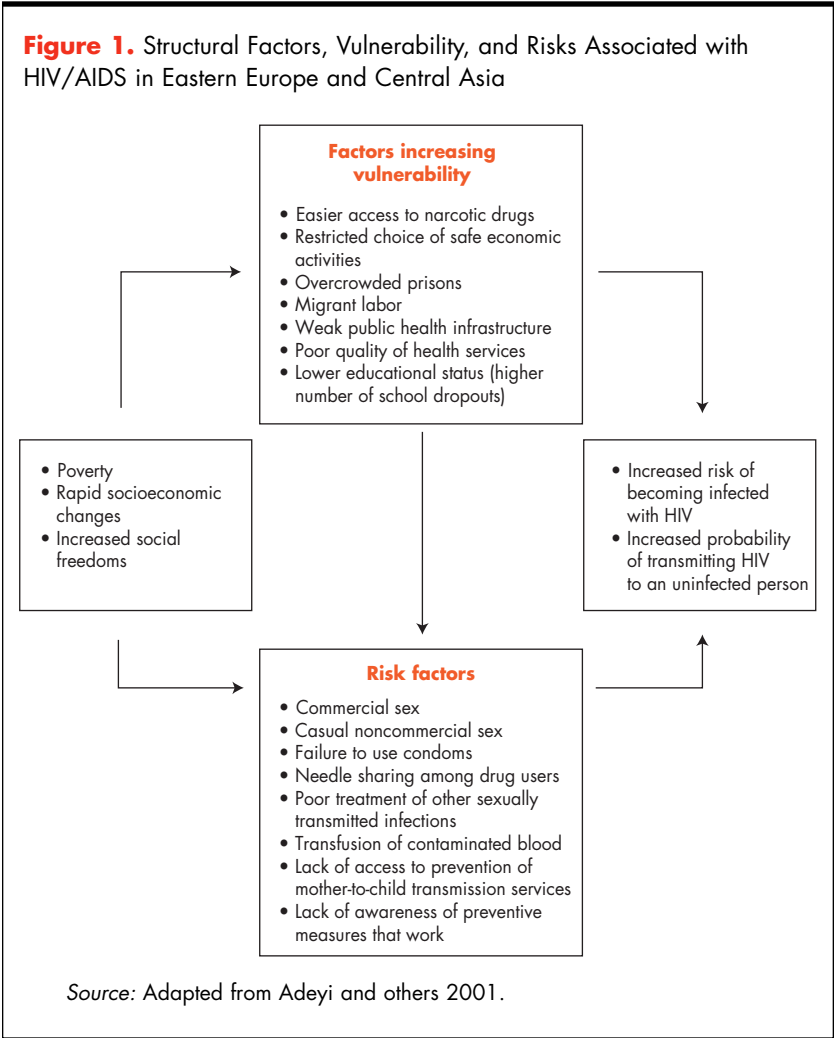 Figure 1. Structural Factors, Vulnerability, and Risks Associated with
HIV/AIDS in Eastern Europe and Central Asia
Factors increasing
vulnerability
• Easier access to narcotic drugs
• Restricted choice of safe economic
activities
• Overcrowded prisons
• Migrant labor
• Weak public health infrastructure
• Poor quality of health services
• Lower educational status (higher
number of school dropouts)
• Poverty
• Rapid socioeconomic
changes
• Increased social
freedoms
• Increased risk of
becoming infected
with HIV
• Increased probability
of transmitting HIV
to an uninfected person
Risk factors
• Commercial sex
• Casual noncommercial sex
• Failure to use condoms
• Needle sharing among drug users
• Poor treatment of other sexually
transmitted infections
• Transfusion of contaminated blood
• Lack of access to prevention of
mother-to-child transmission services
• Lack of awareness of preventive
measures that work
Source: Adapted from Adeyi and others 2001.